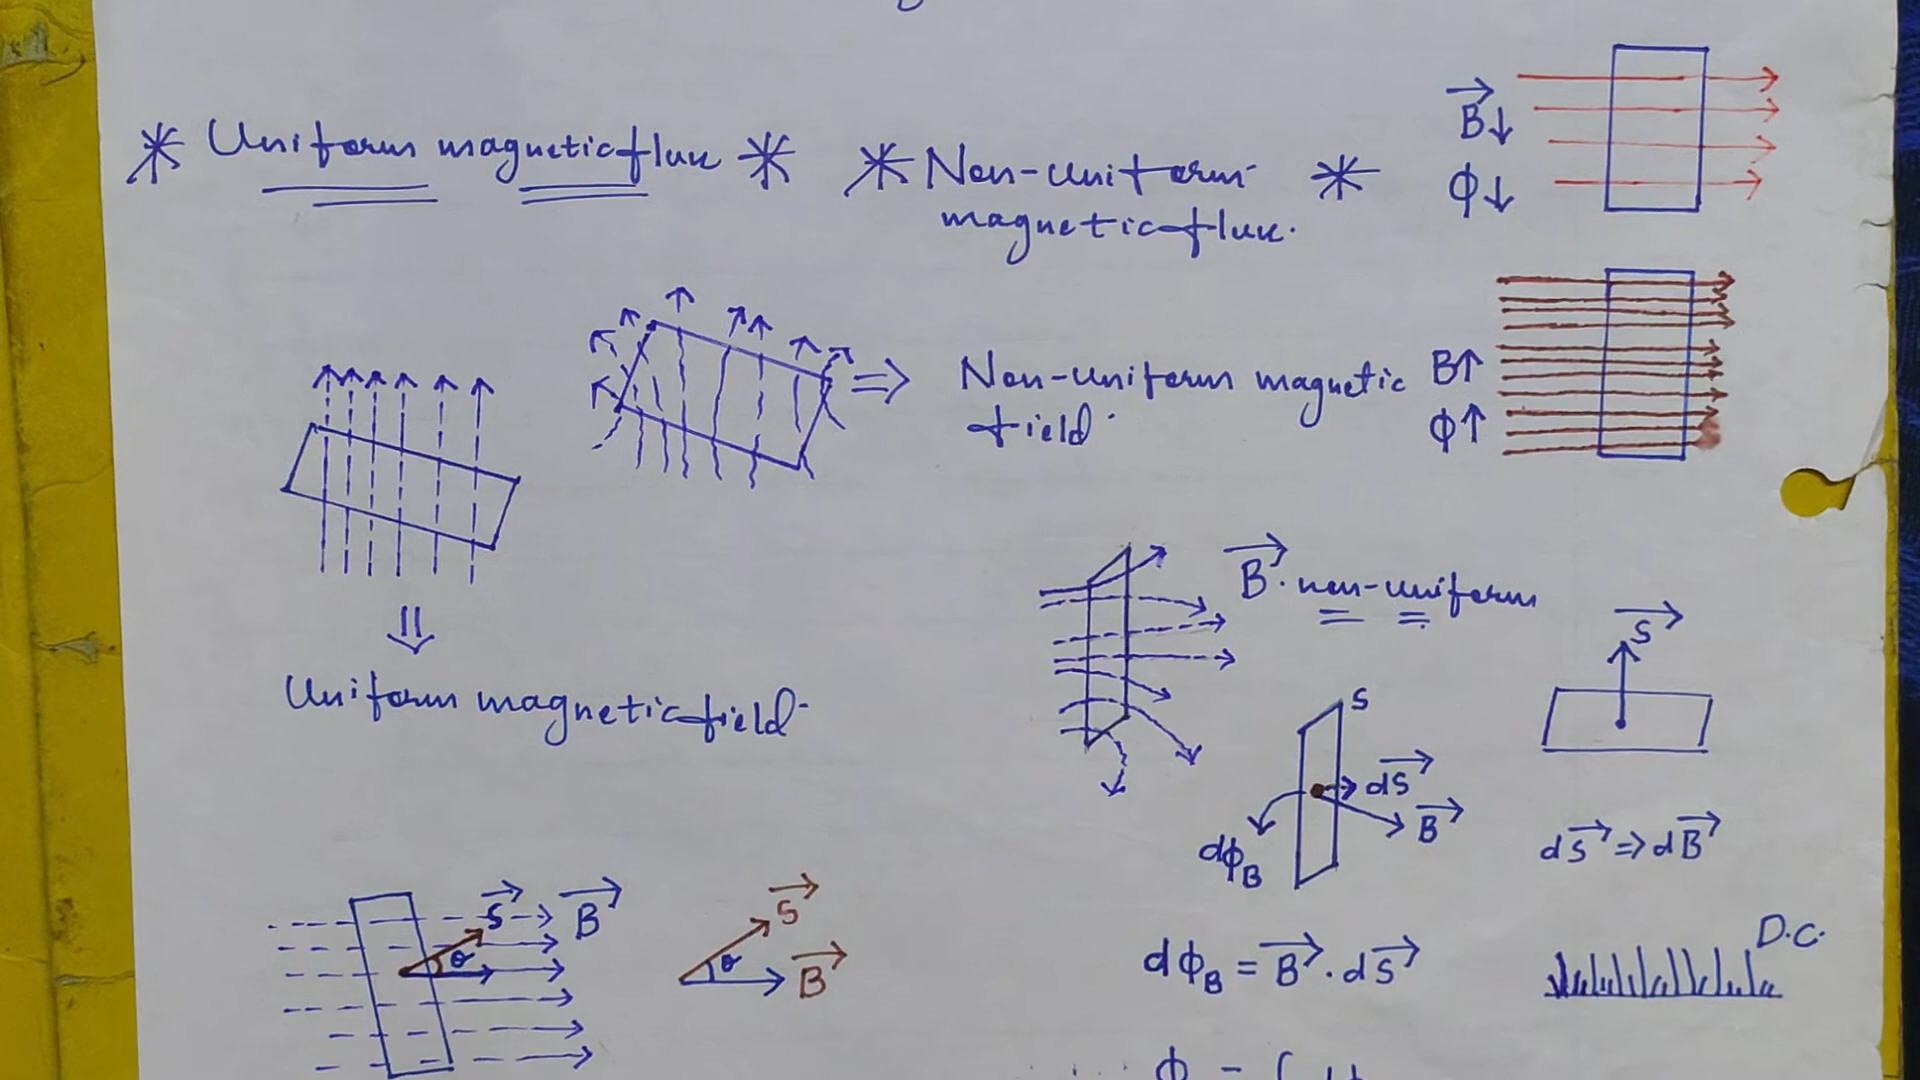 * Uniform magnetic flux *
* Non-uniform *
magnetic flux.
B↓
ϕ↓
⇒ Non-uniform magnetic
field.
B↑
ϕ↑
⇓
Uniform magnetic field.
B. non-uniform
S
S
dS
B
dϕB
dS ⇒ dB
S
B
θ
S
θ
B
dϕB = B . dS
D.C.